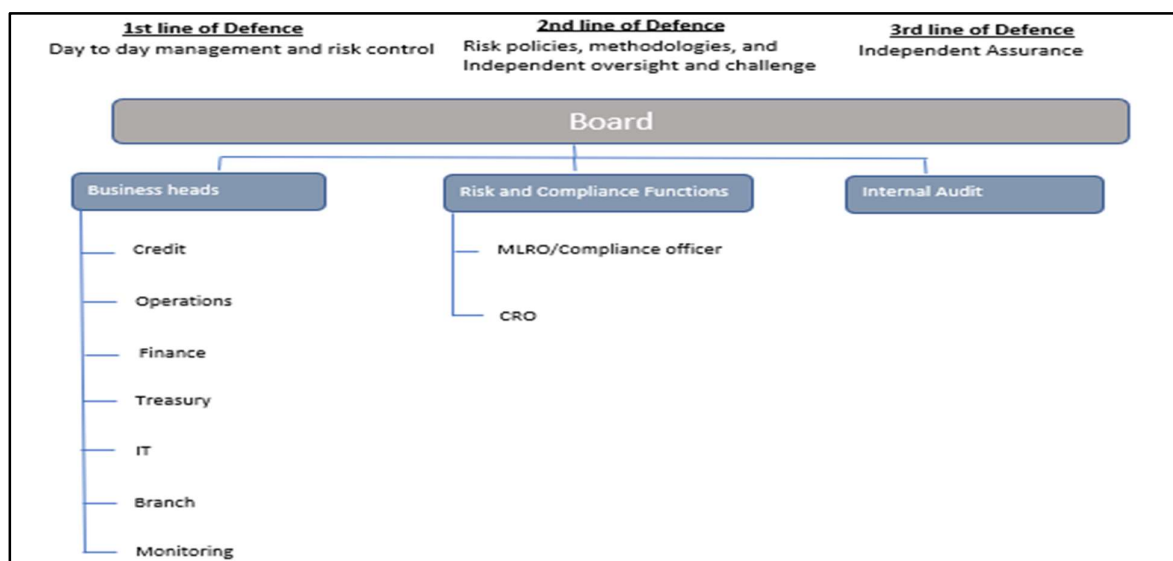 1st line of Defence
Day to day management and risk control
2nd line of Defence
Risk policies, methodologies, and
Independent oversight and challenge
3rd line of Defence
Independent Assurance
Board
Business heads
Credit
Operations
Finance
Treasury
IT
Branch
Monitoring
Risk and Compliance Functions
MLRO/Compliance officer
CRO
Internal Audit